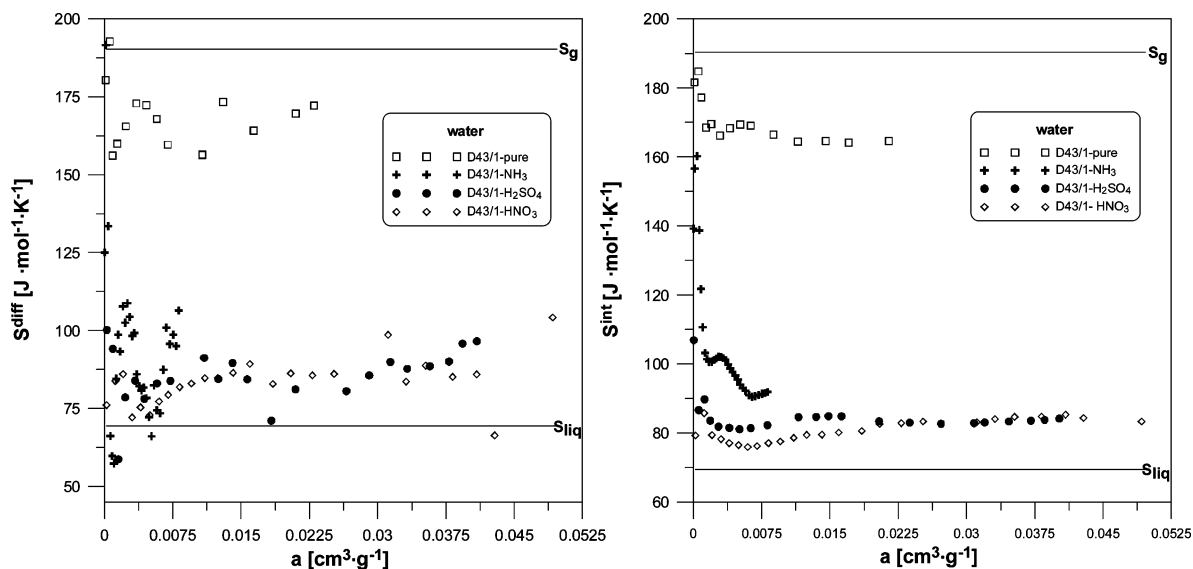 200
175
150
125
100
75
50
S^diff [J ·mol^-1·K^-1]
S_g
water
D43/1-pure
D43/1-NH₃
D43/1-H₂SO₄
D43/1-HNO₃
S_liq
0 0.0075 0.015 0.0225 0.03 0.0375 0.045 0.0525
a [cm³·g⁻¹]
200
180
160
140
120
100
80
60
S^int [J ·mol^-1·K^-1]
S_g
water
D43/1-pure
D43/1-NH₃
D43/1-H₂SO₄
D43/1- HNO₃
S_liq
0 0.0075 0.015 0.0225 0.03 0.0375 0.045 0.0525
a [cm³·g⁻¹]